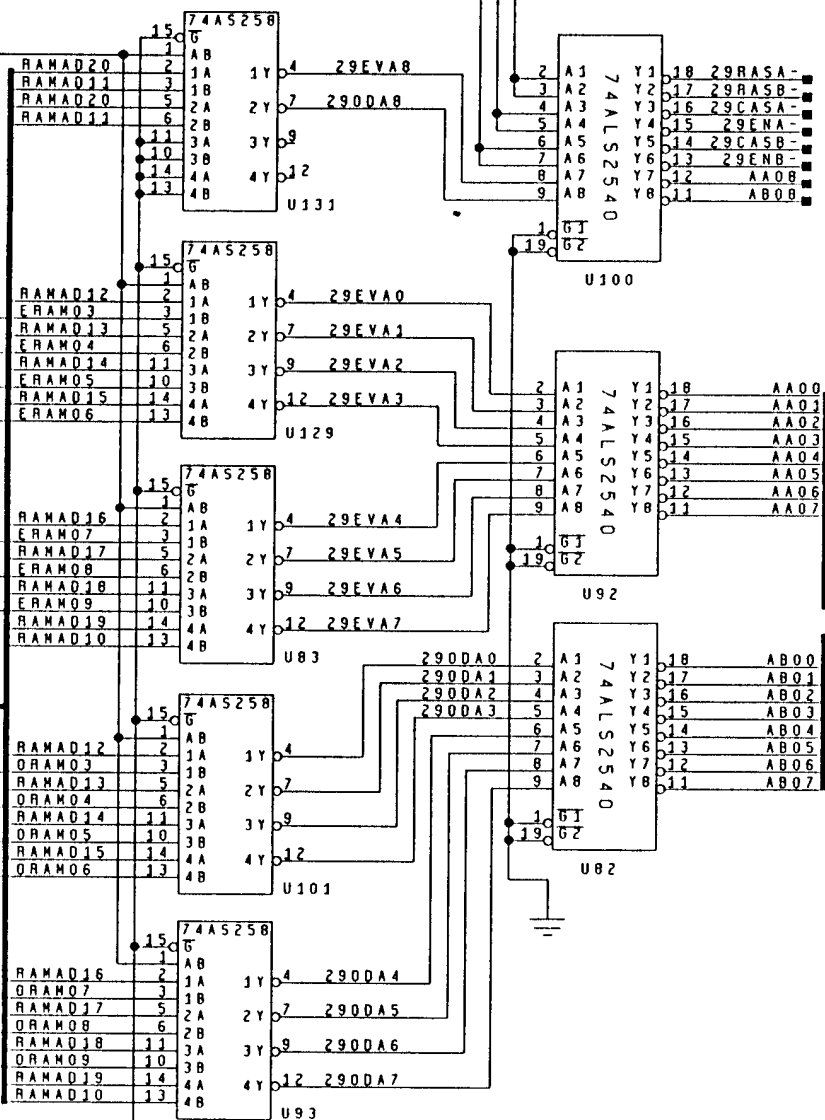 74AS258
15 G
1 AB
RAMAD20 2 1A 1Y 4 29EVA8
RAMAD11 3 1B
RAMAD20 5 2A 2Y 7 29ODA8
RAMAD11 6 2B
11 3A 3Y 9
10 3B
14 4A 4Y 12
13 4B
U131
2 A1 Y1 18 29RASA-
3 A2 Y2 17 29RASB-
4 A3 Y3 16 29CASA-
5 A4 Y4 15 29ENA-
6 A5 Y5 14 29CASB-
7 A6 Y6 13 29ENB-
8 A7 Y7 12 AA08
9 A8 Y8 11 AB08
74ALS2540
1 G1
19 G2
U100
74AS258
15 G
1 AB
RAMAD12 2 1A 1Y 4 29EVA0
ERAM03 3 1B
RAMAD13 5 2A 2Y 7 29EVA1
ERAM04 6 2B
RAMAD14 11 3A 3Y 9 29EVA2
ERAM05 10 3B
RAMAD15 14 4A 4Y 12 29EVA3
ERAM06 13 4B
U129
2 A1 Y1 18 AA00
3 A2 Y2 17 AA01
4 A3 Y3 16 AA02
5 A4 Y4 15 AA03
6 A5 Y5 14 AA04
7 A6 Y6 13 AA05
8 A7 Y7 12 AA06
9 A8 Y8 11 AA07
74ALS2540
1 G1
19 G2
U92
74AS258
15 G
1 AB
RAMAD16 2 1A 1Y 4 29EVA4
ERAM07 3 1B
RAMAD17 5 2A 2Y 7 29EVA5
ERAM08 6 2B
RAMAD18 11 3A 3Y 9 29EVA6
ERAM09 10 3B
RAMAD19 14 4A 4Y 12 29EVA7
RAMAD10 13 4B
U83
29ODA0 2 A1 Y1 18 AB00
29ODA1 3 A2 Y2 17 AB01
29ODA2 4 A3 Y3 16 AB02
29ODA3 5 A4 Y4 15 AB03
6 A5 Y5 14 AB04
7 A6 Y6 13 AB05
8 A7 Y7 12 AB06
9 A8 Y8 11 AB07
74ALS2540
1 G1
19 G2
U82
74AS258
15 G
1 AB
RAMAD12 2 1A 1Y 4
ORAM03 3 1B
RAMAD13 5 2A 2Y 7
ORAM04 6 2B
RAMAD14 11 3A 3Y 9
ORAM05 10 3B
RAMAD15 14 4A 4Y 12
ORAM06 13 4B
U101
74AS258
15 G
1 AB
RAMAD16 2 1A 1Y 4 29ODA4
ORAM07 3 1B
RAMAD17 5 2A 2Y 7 29ODA5
ORAM08 6 2B
RAMAD18 11 3A 3Y 9 29ODA6
ORAM09 10 3B
RAMAD19 14 4A 4Y 12 29ODA7
RAMAD10 13 4B
U93